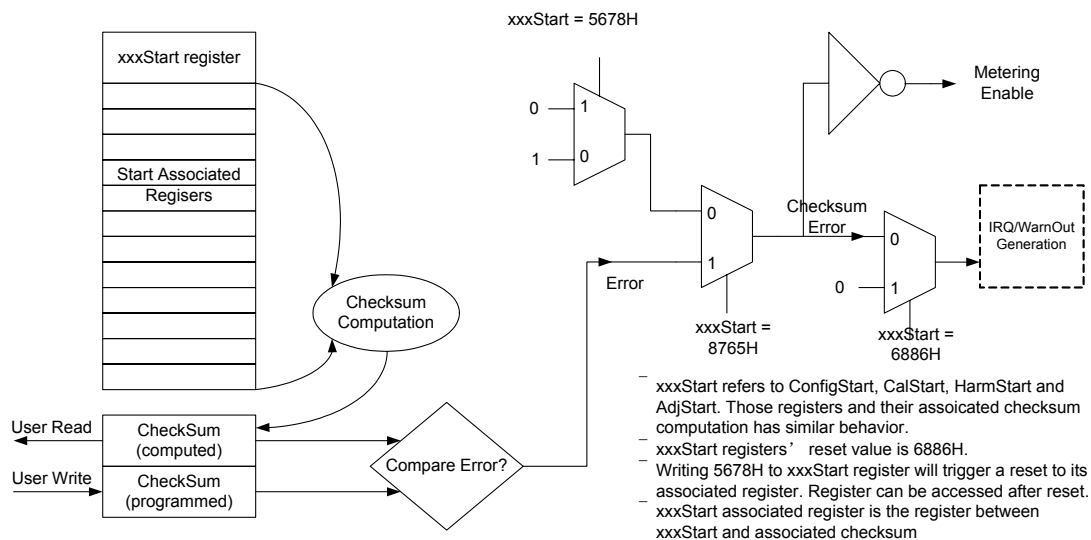 xxxStart register
Start Associated
Regisers
Checksum
Computation
User Read
CheckSum
(computed)
User Write
CheckSum
(programmed)
Compare Error?
xxxStart = 5678H
0
1
1
0
Error
0
1
xxxStart =
8765H
Metering
Enable
Checksum
Error
0
0
1
xxxStart =
6886H
IRQ/WarnOut
Generation
– xxxStart refers to ConfigStart, CalStart, HarmStart and
AdjStart. Those registers and their assoicated checksum
computation has similar behavior.
– xxxStart registers’ reset value is 6886H.
– Writing 5678H to xxxStart register will trigger a reset to its
associated register. Register can be accessed after reset.
– xxxStart associated register is the register between
xxxStart and associated checksum